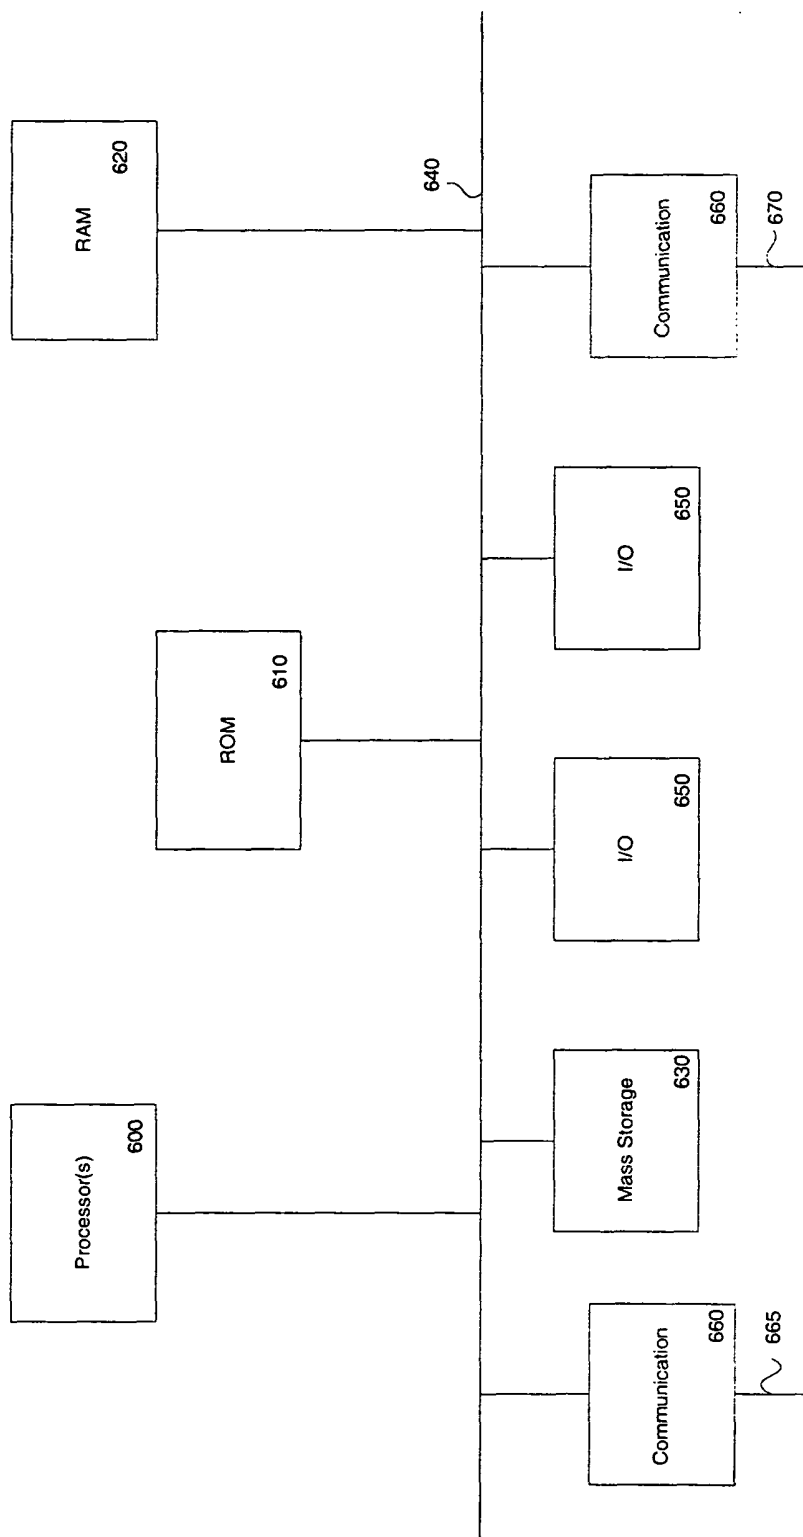 Processor(s)
600
ROM
610
RAM
620
640
Communication
660
665
Mass Storage
630
I/O
650
I/O
650
Communication
660
670